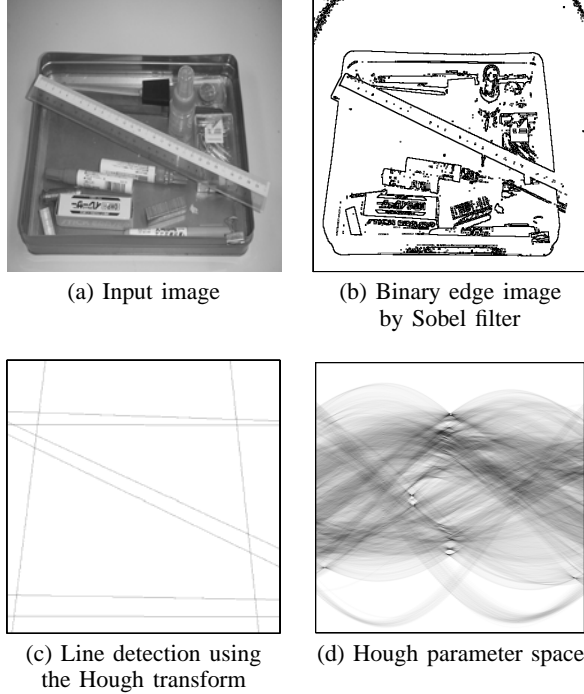 (a) Input image
(b) Binary edge image
by Sobel filter
(c) Line detection using
the Hough transform
(d) Hough parameter space